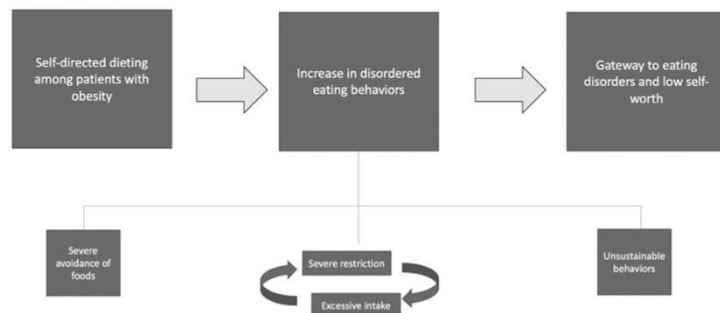 Self-directed dieting
among patients with
obesity
Increase in disordered
eating behaviors
Gateway to eating
disorders and low self-
worth
Severe
avoidance of
foods
Severe restriction
Excessive intake
Unsustainable
behaviors